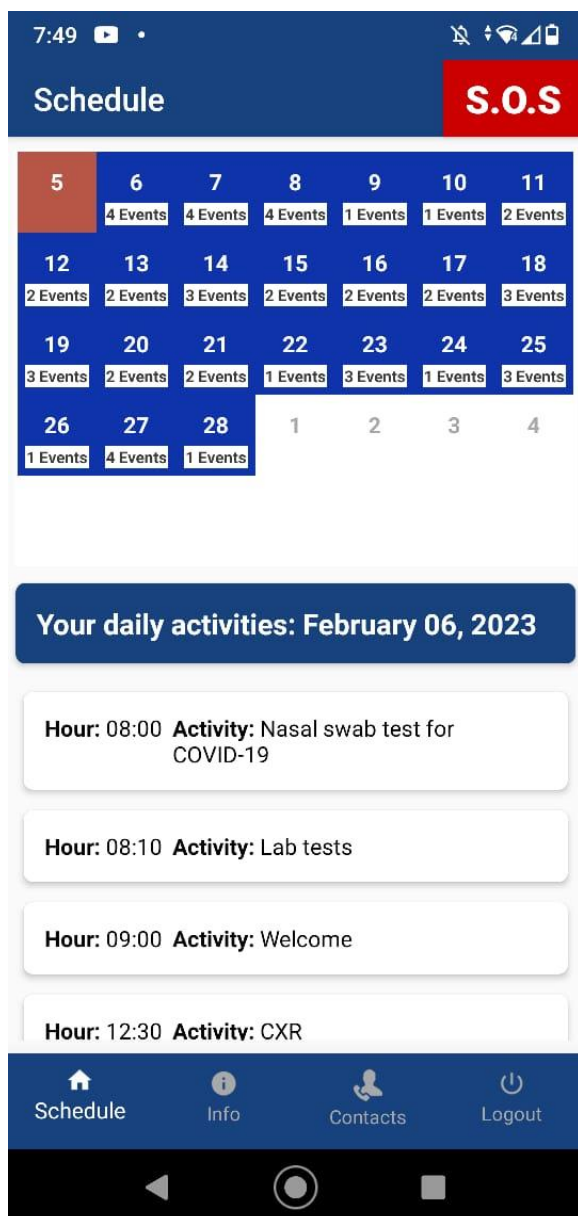 7:49
Schedule S.O.S
5 6 7 8 9 10 11
4 Events 4 Events 4 Events 1 Events 1 Events 2 Events
12 13 14 15 16 17 18
2 Events 2 Events 3 Events 2 Events 2 Events 2 Events 3 Events
19 20 21 22 23 24 25
3 Events 2 Events 2 Events 1 Events 3 Events 1 Events 3 Events
26 27 28 1 2 3 4
1 Events 4 Events 1 Events
Your daily activities: February 06, 2023
Hour: 08:00 Activity: Nasal swab test for
COVID-19
Hour: 08:10 Activity: Lab tests
Hour: 09:00 Activity: Welcome
Hour: 12:30 Activity: CXR
Schedule Info Contacts Logout